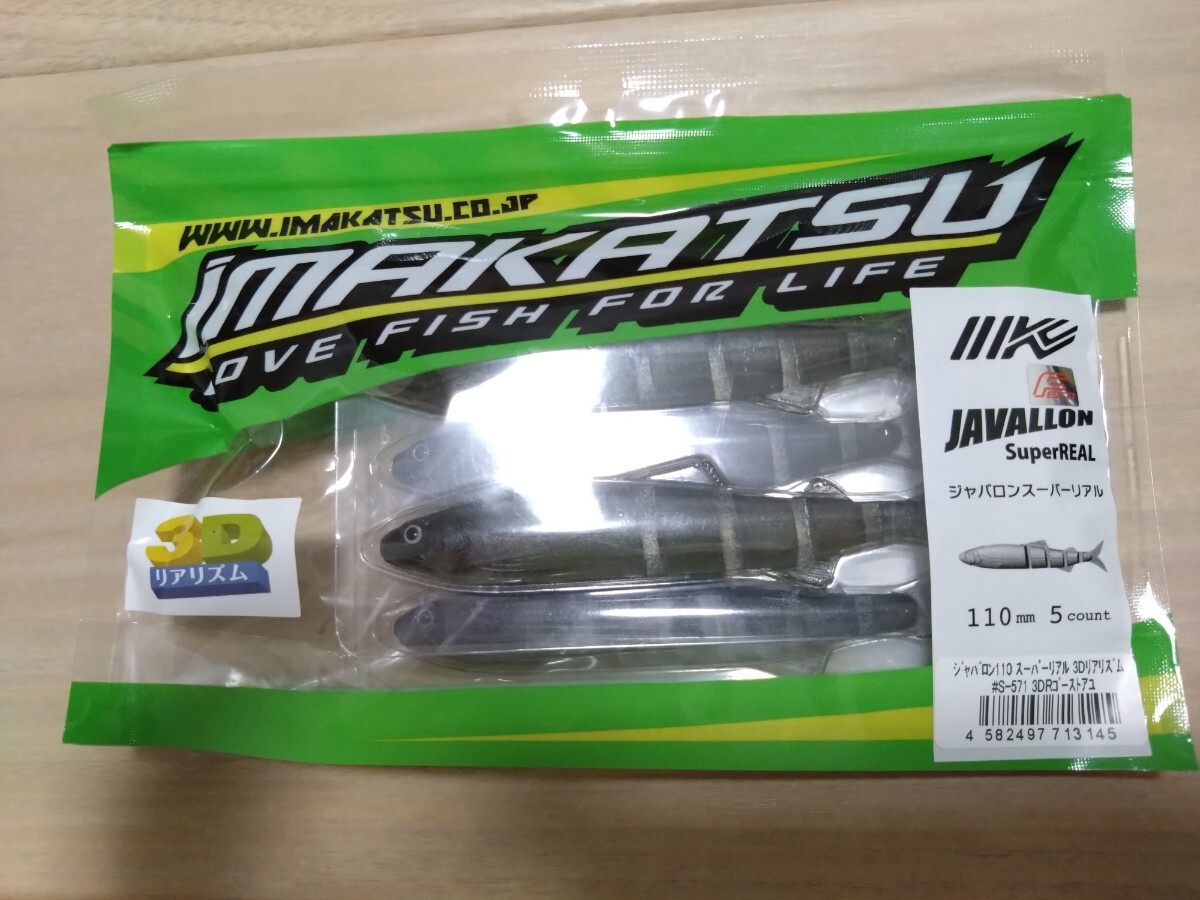 WWW.IMAKATSU.CO.JP
IMAKATSU
LOVE FISH FOR LIFE
IK
JAVALLON
SuperREAL
ジャバロンスーパーリアル
110mm 5 count
ジャバロン110 スーパーリアル 3Dリアリズム
#S-571 3DRゴーストアユ
4 582497 713145
3D
リアリズム